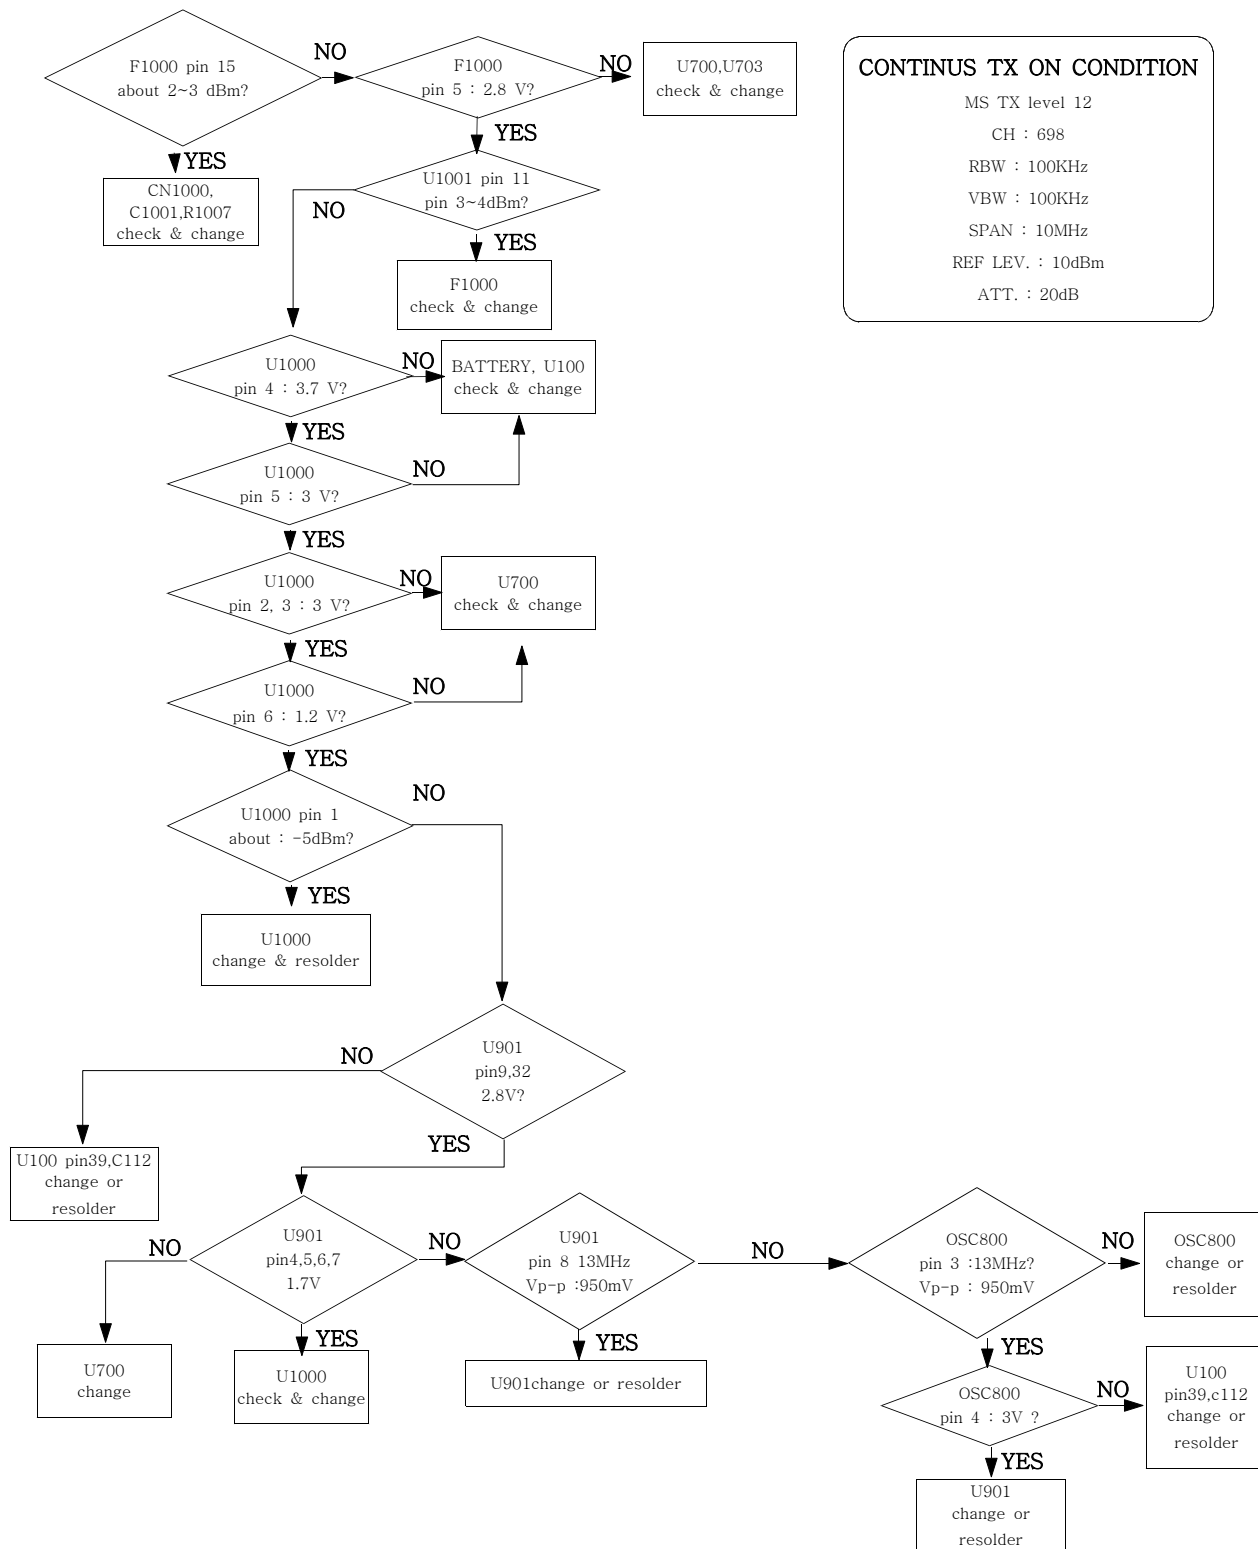 F1000 pin 15
about 2~3 dBm?
NO
F1000
pin 5 : 2.8 V?
NO
U700,U703
check & change
CONTINUS TX ON CONDITION
MS TX level 12
CH : 698
RBW : 100KHz
VBW : 100KHz
SPAN : 10MHz
REF LEV. : 10dBm
ATT. : 20dB
YES
YES
CN1000,
C1001,R1007
check & change
U1001 pin 11
pin 3~4dBm?
NO
YES
F1000
check & change
U1000
pin 4 : 3.7 V?
NO
BATTERY, U100
check & change
YES
U1000
pin 5 : 3 V?
NO
YES
U1000
pin 2, 3 : 3 V?
NO
U700
check & change
YES
U1000
pin 6 : 1.2 V?
NO
YES
U1000 pin 1
about : -5dBm?
NO
YES
U1000
change & resolder
U901
pin9,32
2.8V?
NO
YES
U100 pin39,C112
change or
resolder
U901
pin4,5,6,7
1.7V
NO
NO
U901
pin 8 13MHz
Vp-p :950mV
NO
OSC800
pin 3 :13MHz?
Vp-p : 950mV
NO
OSC800
change or
resolder
YES
YES
YES
U700
change
U1000
check & change
U901change or resolder
OSC800
pin 4 : 3V ?
NO
U100
pin39,c112
change or
resolder
YES
U901
change or
resolder